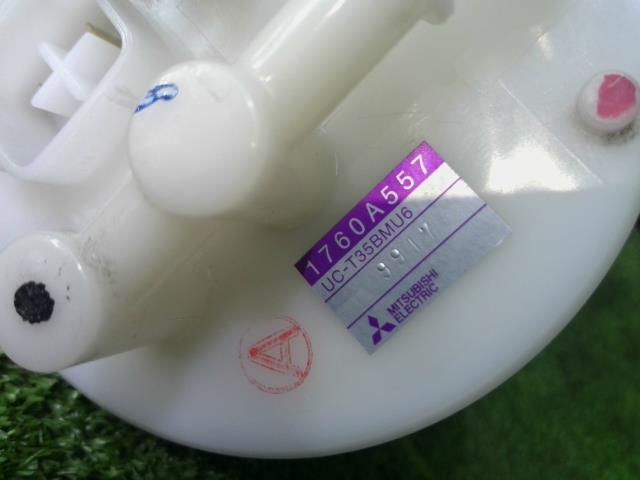 1760A557
UC-T35BMU6
9917
MITSUBISHI
ELECTRIC
A